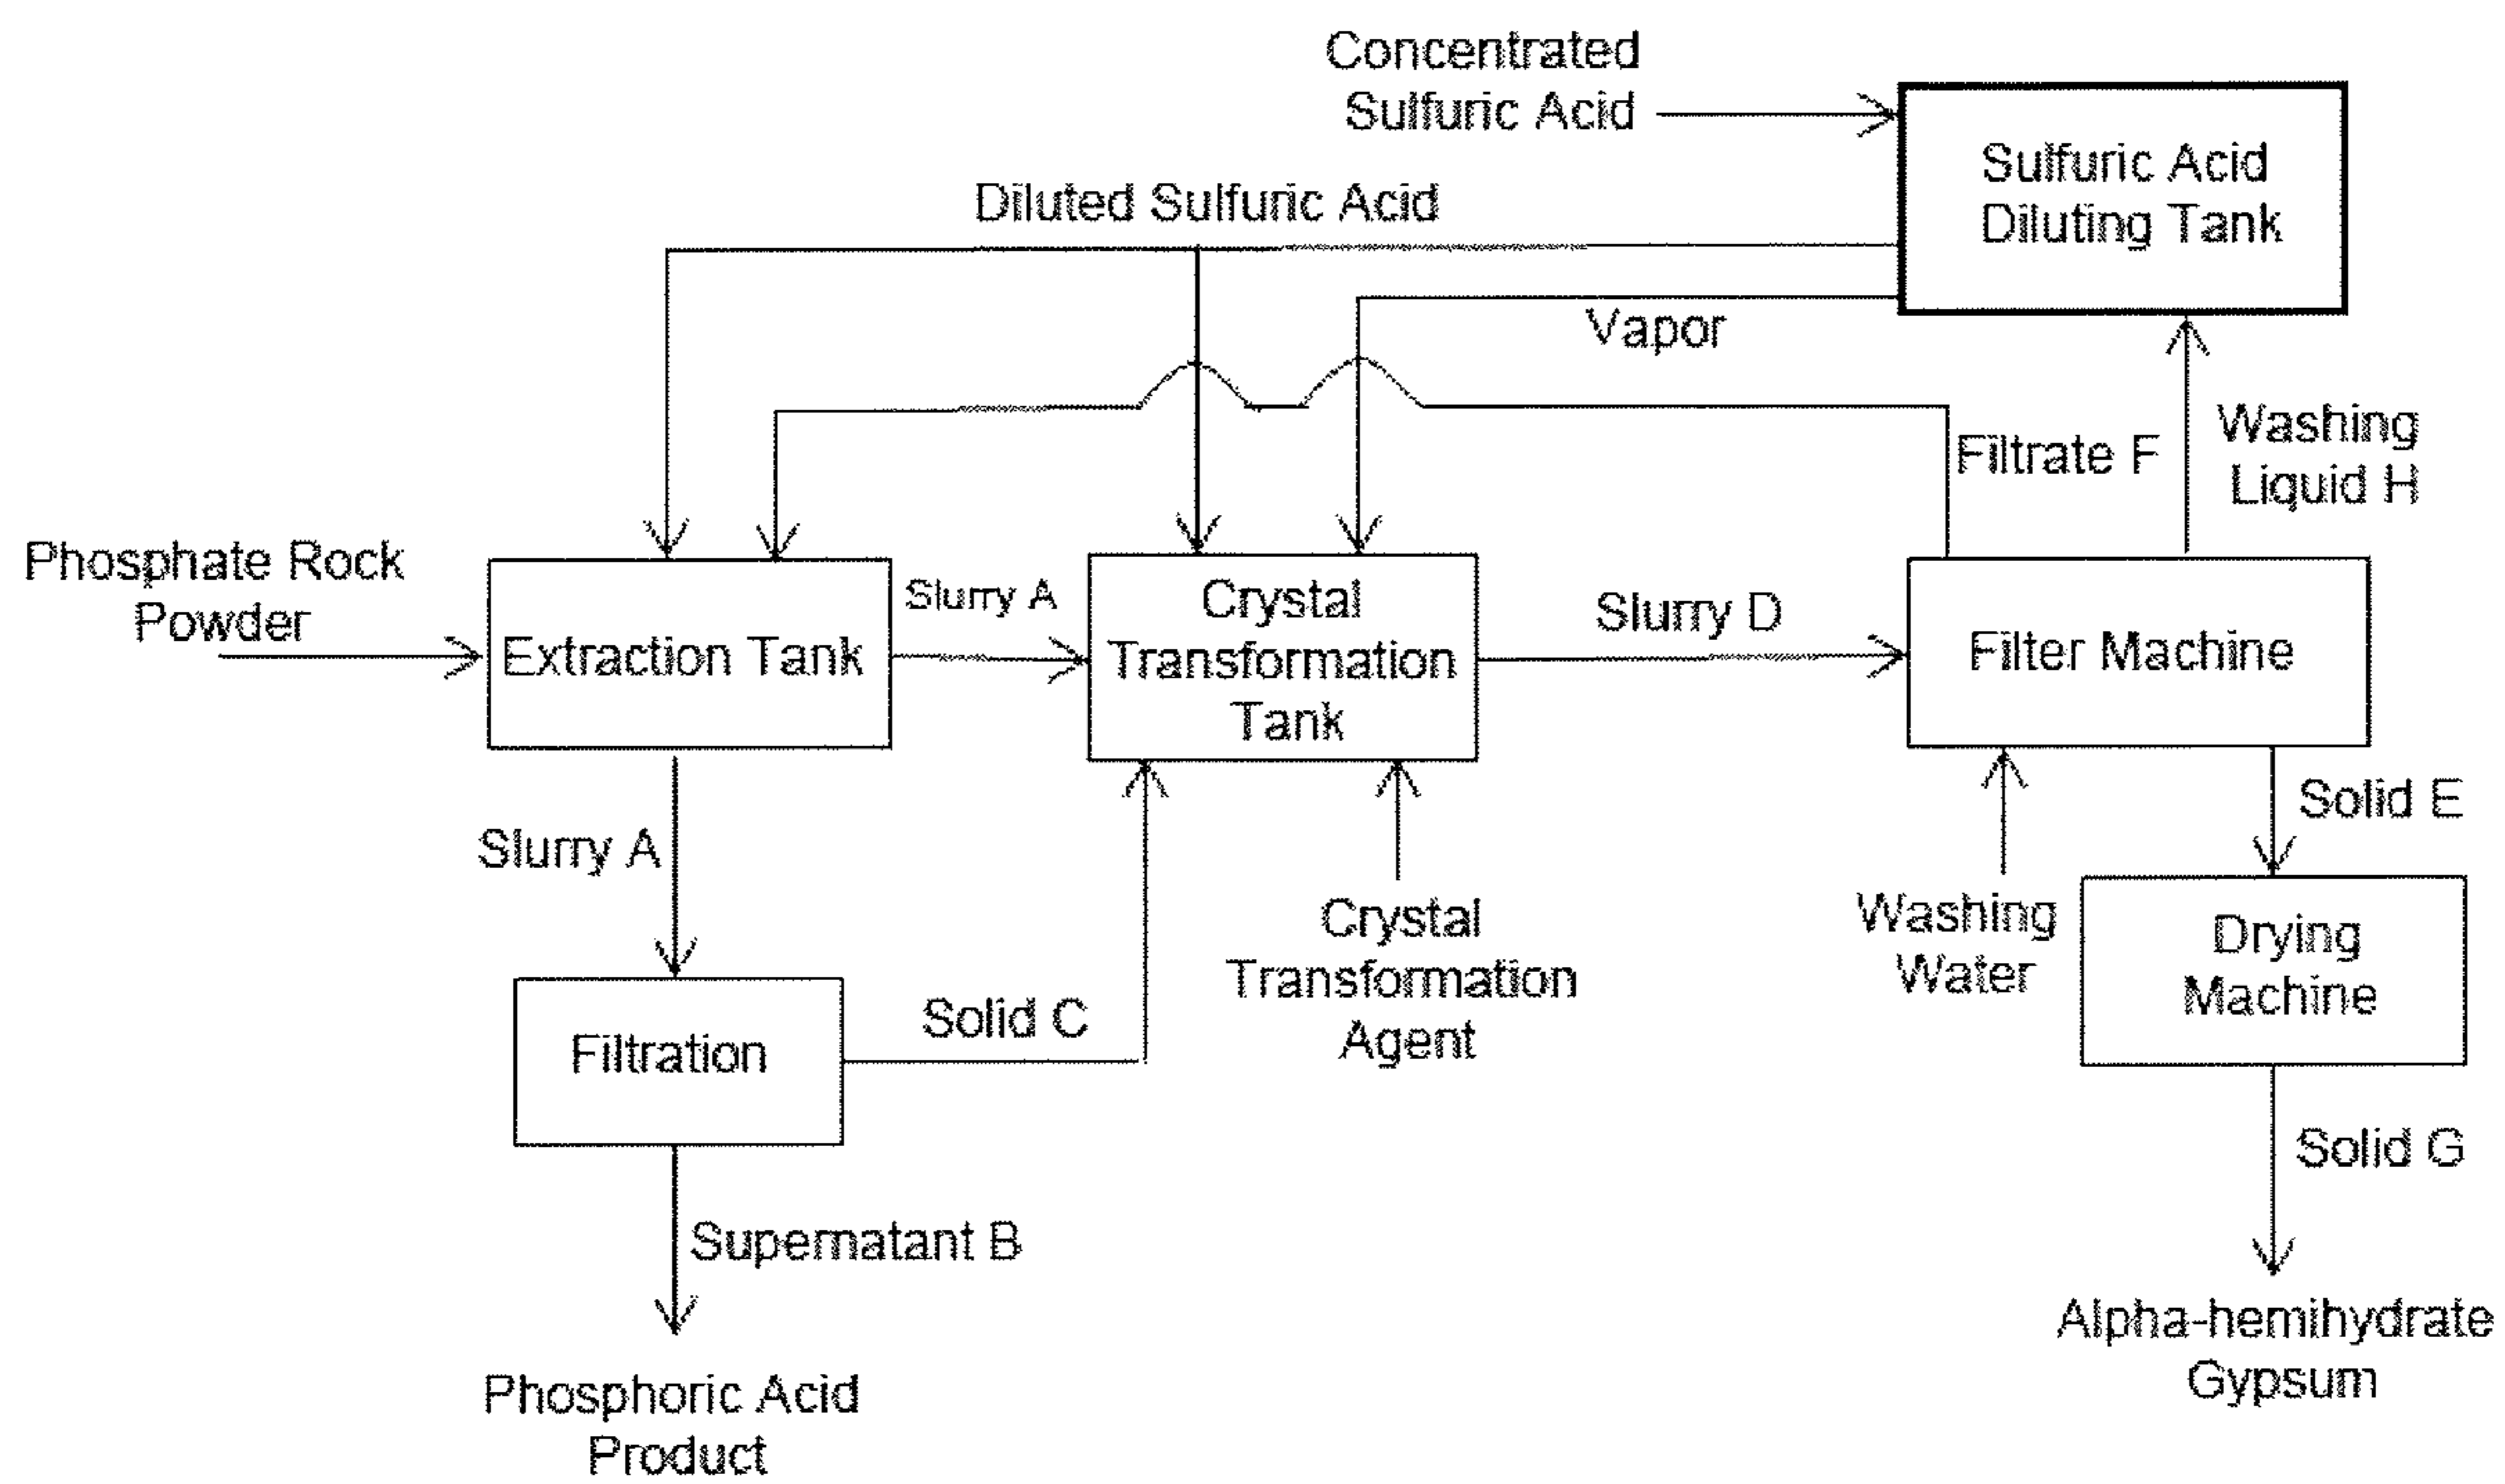 Concentrated
Sulfuric Acid
Sulfuric Acid
Diluting Tank
Diluted Sulfuric Acid
Vapor
Filtrate F
Washing
Liquid H
Phosphate Rock
Powder
Extraction Tank
Slurry A
Crystal
Transformation
Tank
Slurry D
Filter Machine
Slurry A
Solid C
Crystal
Transformation
Agent
Washing
Water
Solid E
Drying
Machine
Filtration
Supernatant B
Solid G
Phosphoric Acid
Product
Alpha-hemihydrate
Gypsum